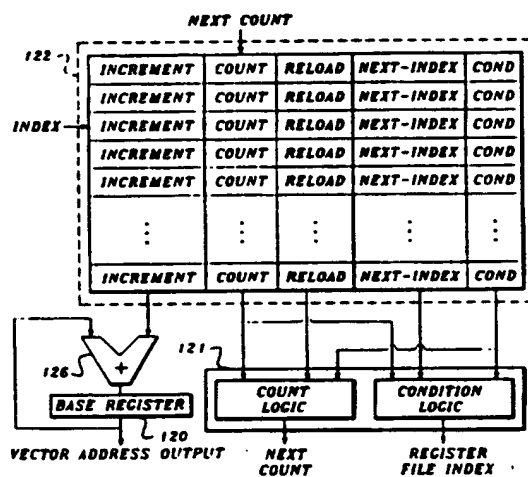 NEXT COUNT
122
INCREMENT COUNT RELOAD NEXT-INDEX COND
INCREMENT COUNT RELOAD NEXT-INDEX COND
INDEX INCREMENT COUNT RELOAD NEXT-INDEX COND
INCREMENT COUNT RELOAD NEXT-INDEX COND
INCREMENT COUNT RELOAD NEXT-INDEX COND
INCREMENT COUNT RELOAD NEXT-INDEX COND
126
+
121
COUNT LOGIC
CONDITION LOGIC
BASE REGISTER
120
VECTOR ADDRESS OUTPUT
NEXT COUNT
REGISTER FILE INDEX